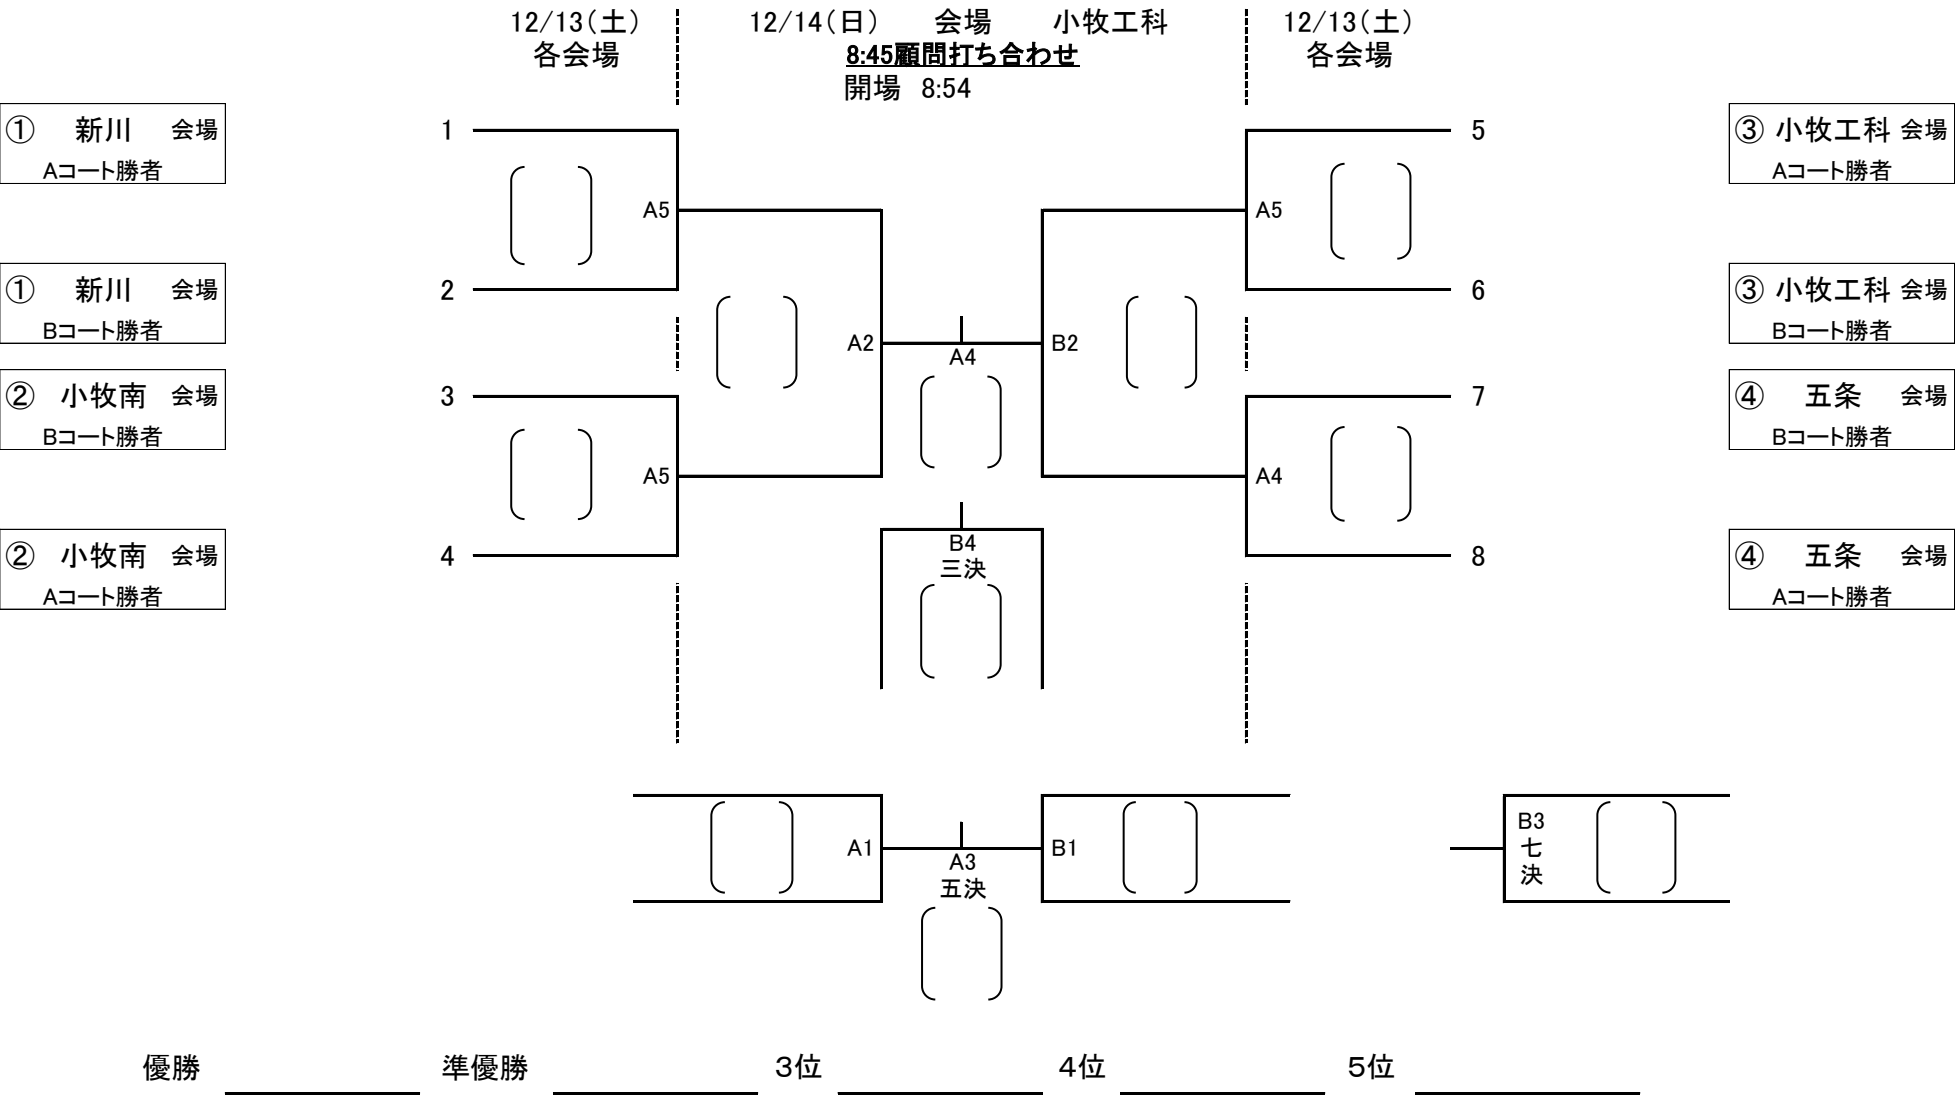 12/13(土) 12/14(日) 会場 小牧工科 12/13(土)
各会場 8:45顧問打ち合わせ 各会場
開場 8:54
① 新川 会場 1 5 ③ 小牧工科 会場
Aコート勝者 Aコート勝者
A5 A5
① 新川 会場 2 6 ③ 小牧工科 会場
Bコート勝者 Bコート勝者
A2 A4 B2
② 小牧南 会場 3 7 ④ 五条 会場
Bコート勝者 Bコート勝者
A5 A4
② 小牧南 会場 4 B4 8 ④ 五条 会場
三決
Aコート勝者 Aコート勝者
B3
A1 A3 B1 七
五決 決
優勝 準優勝 3位 4位 5位